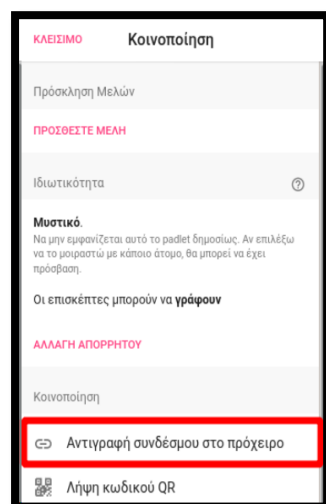 ΚΛΕΙΣΙΜΟ Κοινοποίηση
Πρόσκληση Μελών
ΠΡΟΣΘΕΣΤΕ ΜΕΛΗ
Ιδιωτικότητα
Μυστικό.
Να μην εμφανίζεται αυτό το padlet δημοσίως. Αν επιλέξω
να το μοιραστώ με κάποιο άτομο, θα μπορεί να έχει
πρόσβαση.
Οι επισκέπτες μπορούν να γράφουν
ΑΛΛΑΓΗ ΑΠΟΡΡΗΤΟΥ
Κοινοποίηση
Αντιγραφή συνδέσμου στο πρόχειρο
Λήψη κωδικού QR